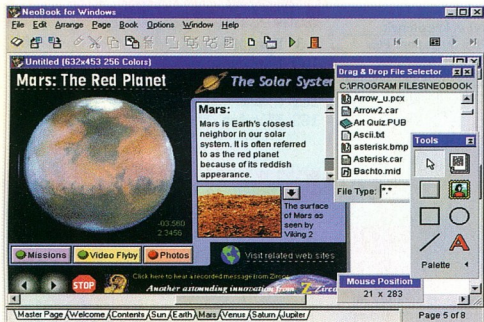 NeoBook for Windows
File Edit Arrange Page Book Options Window Help
Untitled (632x453 256 Colors)
Mars: The Red Planet
The Solar System
Mars:
Mars is Earth's closest
neighbor in our solar
system. It is often referred
to as the red planet
because of its reddish
appearance.
The surface
of Mars as
seen by
Viking 2
-03.560
2.3456
Missions
Video Flyby
Photos
Visit related web sites
STOP
Click here to hear a recorded message from Zircon
Another astounding innovation from
Drag & Drop File Selector
C:\PROGRAM FILES\NEOBOOK
Arrow_u.pcx
Arrow2.car
Art Quiz.PUB
Ascii.txt
asterisk.bmp
Asterisk.car
Bachto.mid
File Type: *.*
Tools
A
Palette
Mouse Position
21 x 283
Master Page Welcome Contents Sun Earth Mars Venus Saturn Jupiter
Page 5 of 8